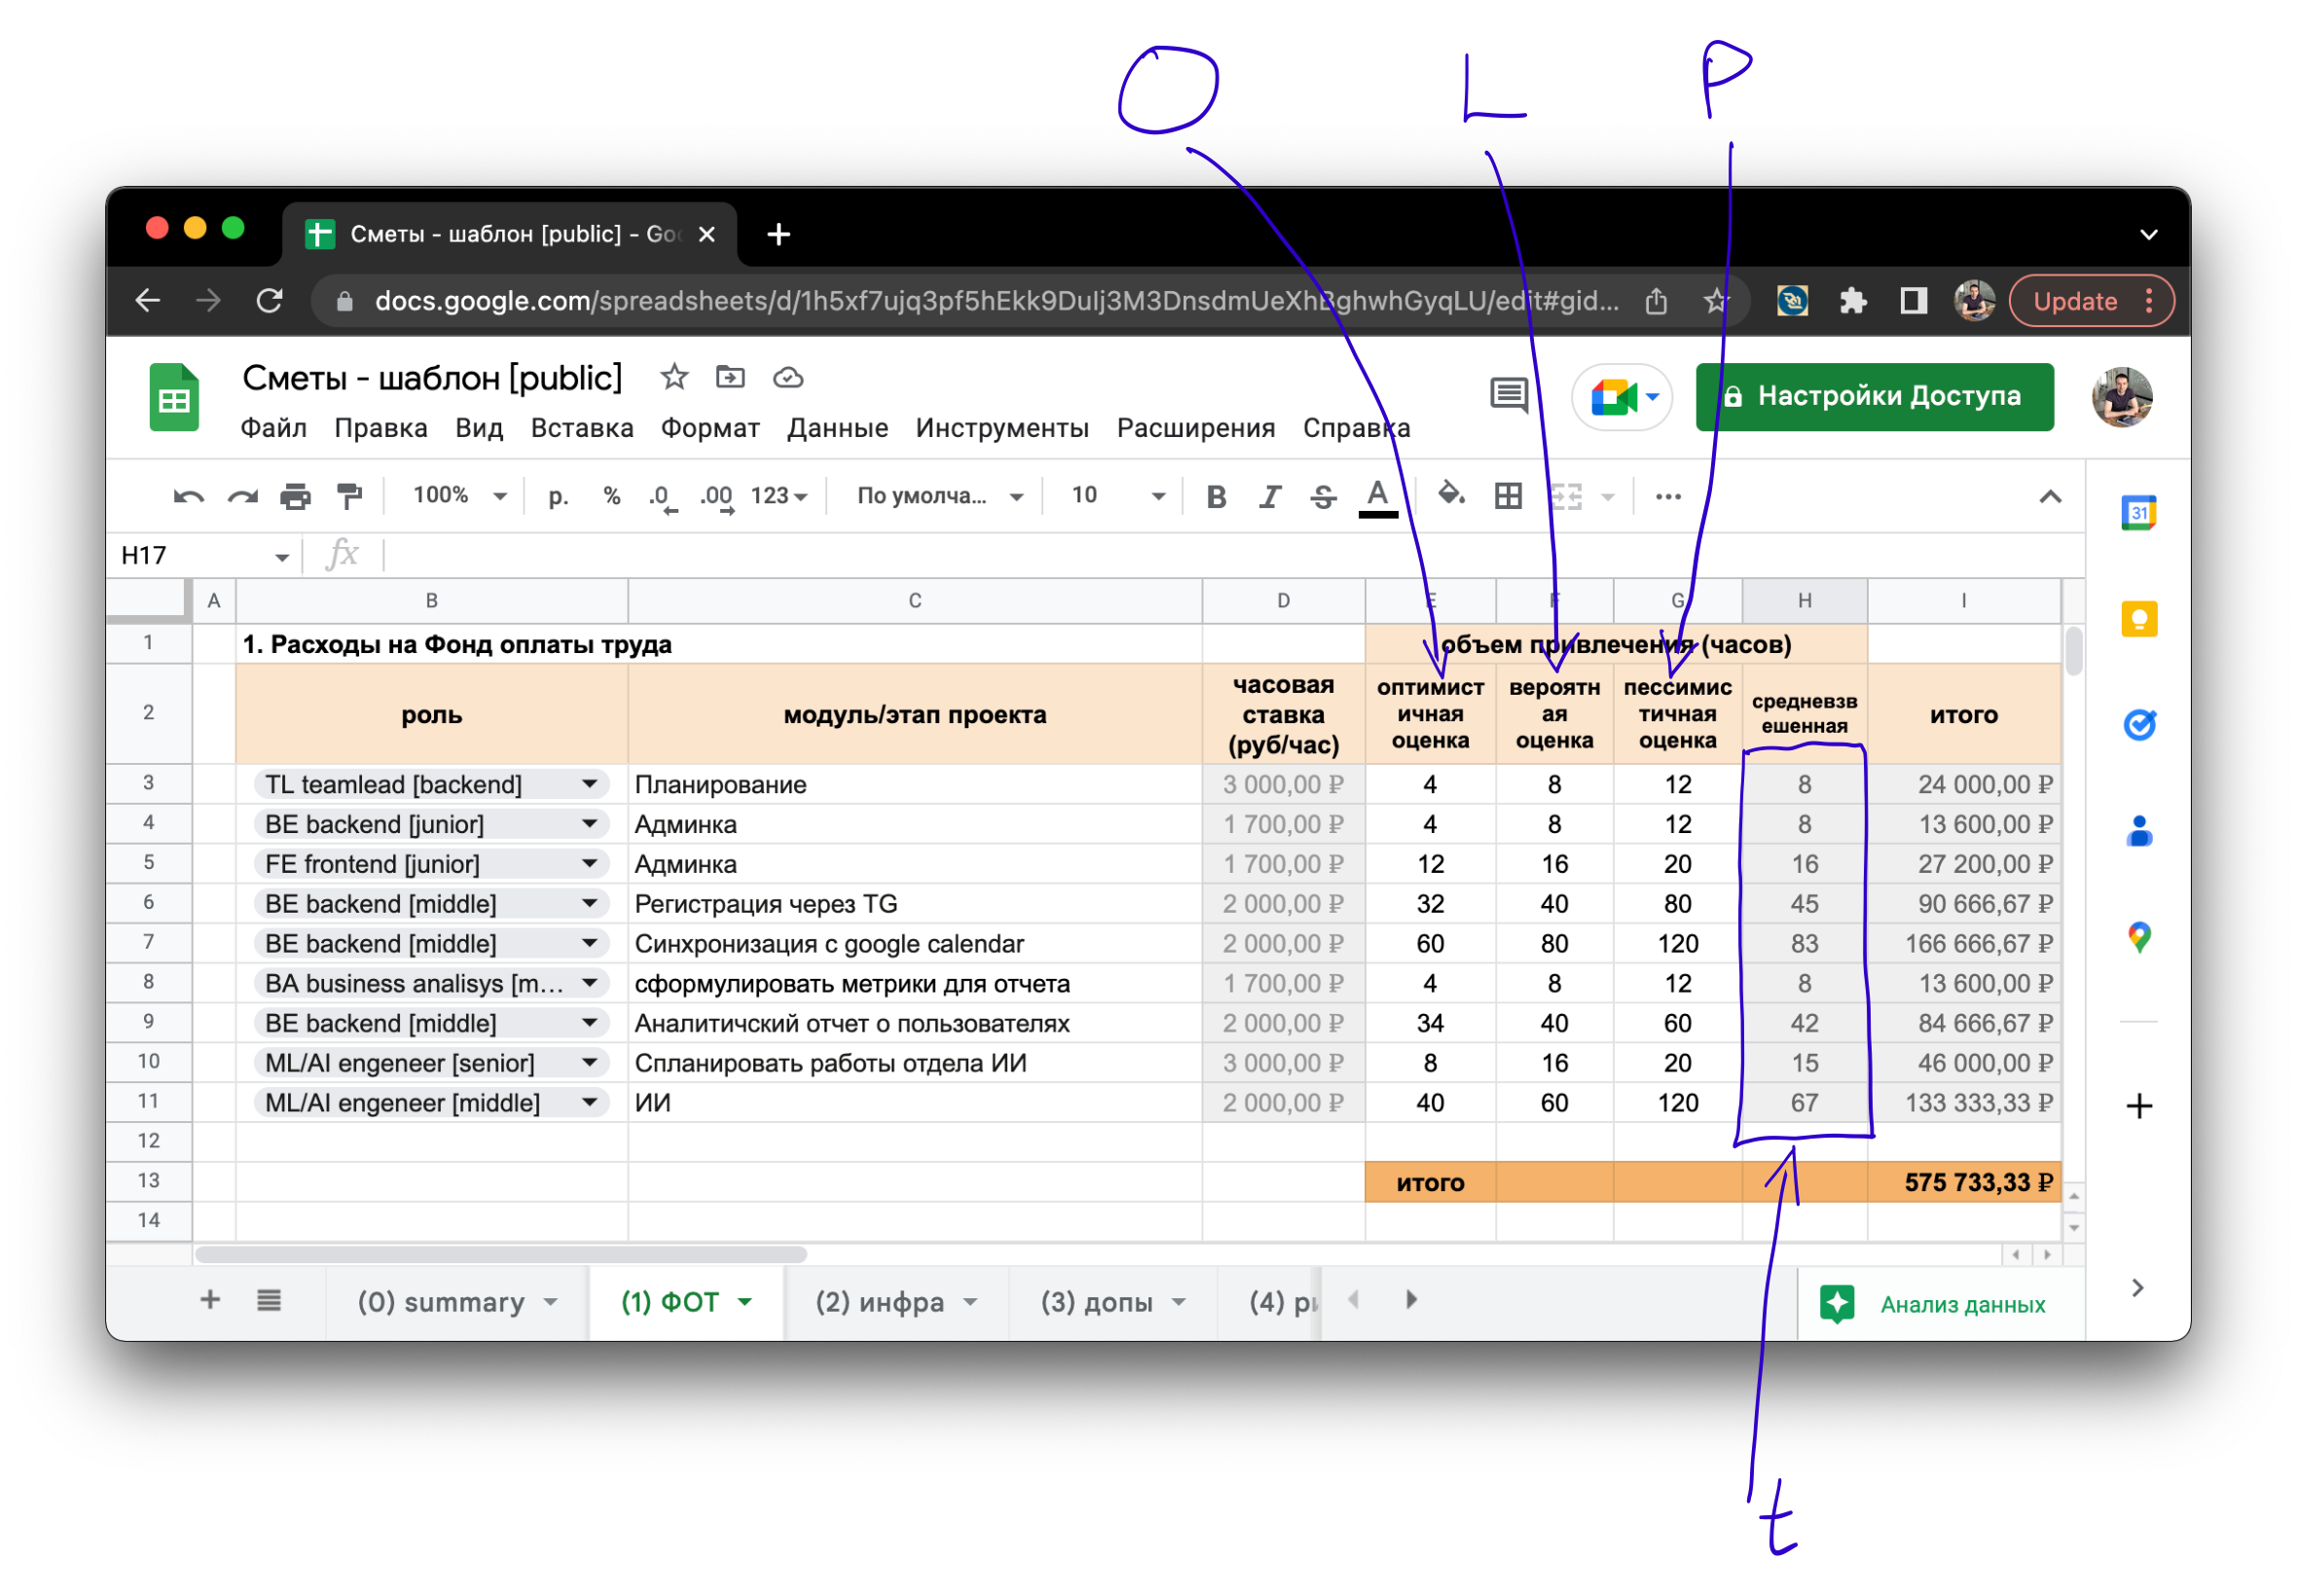 O L P
Сметы - шаблон [public] - Goo
docs.google.com/spreadsheets/d/1h5xf7ujq3pf5hEkk9DuIj3M3DnsdmUeXhBghwhGyqLU/edit#gid... Update
Сметы - шаблон [public]
Настройки Доступа
Файл Правка Вид Вставка Формат Данные Инструменты Расширения Справка
100% р. % .0 .00 123 По умолча... 10 B I S A ...
31
H17 fx
A B C D E F G H I
1 1. Расходы на Фонд оплаты труда объем привлечения (часов)
2 роль модуль/этап проекта часовая ставка (руб/час) оптимистичная оценка вероятная оценка пессимистичная оценка средневзвешенная итого
3 TL teamlead [backend] Планирование 3 000,00 ₽ 4 8 12 8 24 000,00 ₽
4 BE backend [junior] Админка 1 700,00 ₽ 4 8 12 8 13 600,00 ₽
5 FE frontend [junior] Админка 1 700,00 ₽ 12 16 20 16 27 200,00 ₽
6 BE backend [middle] Регистрация через TG 2 000,00 ₽ 32 40 80 45 90 666,67 ₽
7 BE backend [middle] Синхронизация с google calendar 2 000,00 ₽ 60 80 120 83 166 666,67 ₽
8 BA business analisys [m... сформулировать метрики для отчета 1 700,00 ₽ 4 8 12 8 13 600,00 ₽
9 BE backend [middle] Аналитичский отчет о пользователях 2 000,00 ₽ 34 40 60 42 84 666,67 ₽
10 ML/AI engeneer [senior] Спланировать работы отдела ИИ 3 000,00 ₽ 8 16 20 15 46 000,00 ₽
11 ML/AI engeneer [middle] ИИ 2 000,00 ₽ 40 60 120 67 133 333,33 ₽
12
13 итого 575 733,33 ₽
14
(0) summary (1) ФОТ (2) инфра (3) допы (4) ри Анализ данных
t